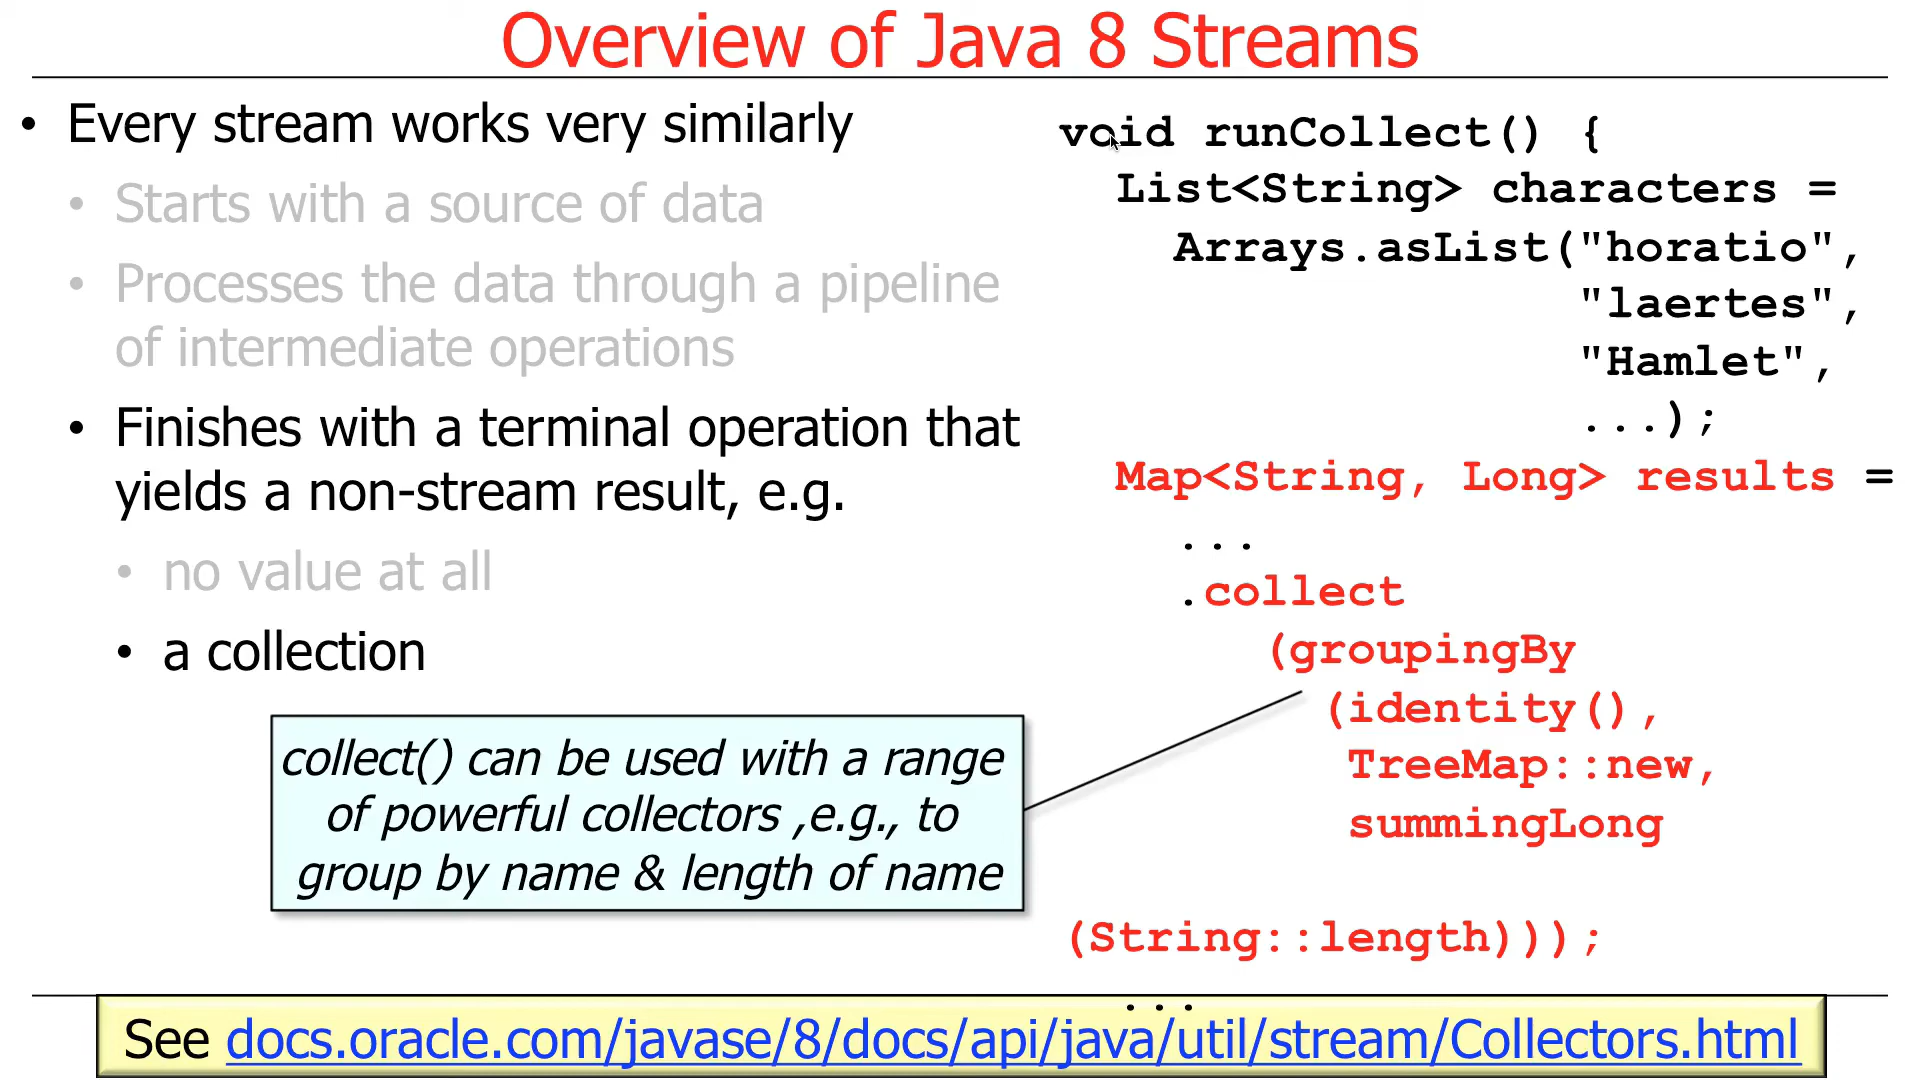 Overview of Java 8 Streams
• Every stream works very similarly
• Starts with a source of data
• Processes the data through a pipeline
of intermediate operations
• Finishes with a terminal operation that
yields a non-stream result, e.g.
• no value at all
• a collection
collect() can be used with a range
of powerful collectors ,e.g., to
group by name & length of name
void runCollect() {
List<String> characters =
Arrays.asList("horatio",
"laertes",
"Hamlet",
...);
Map<String, Long> results =
...
.collect
(groupingBy
(identity(),
TreeMap::new,
summingLong
(String::length)));
...
See docs.oracle.com/javase/8/docs/api/java/util/stream/Collectors.html